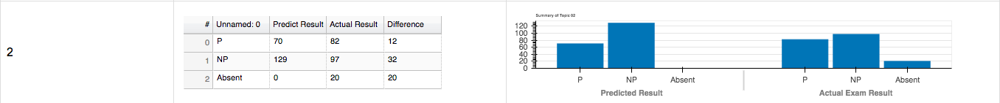 2
# Unnamed: 0 Predict Result Actual Result Difference
0 P 70 82 12
1 NP 129 97 32
2 Absent 0 20 20
Summary of Topic 02
120
100
80
60
40
20
0
P NP Absent P NP Absent
Predicted Result Actual Exam Result